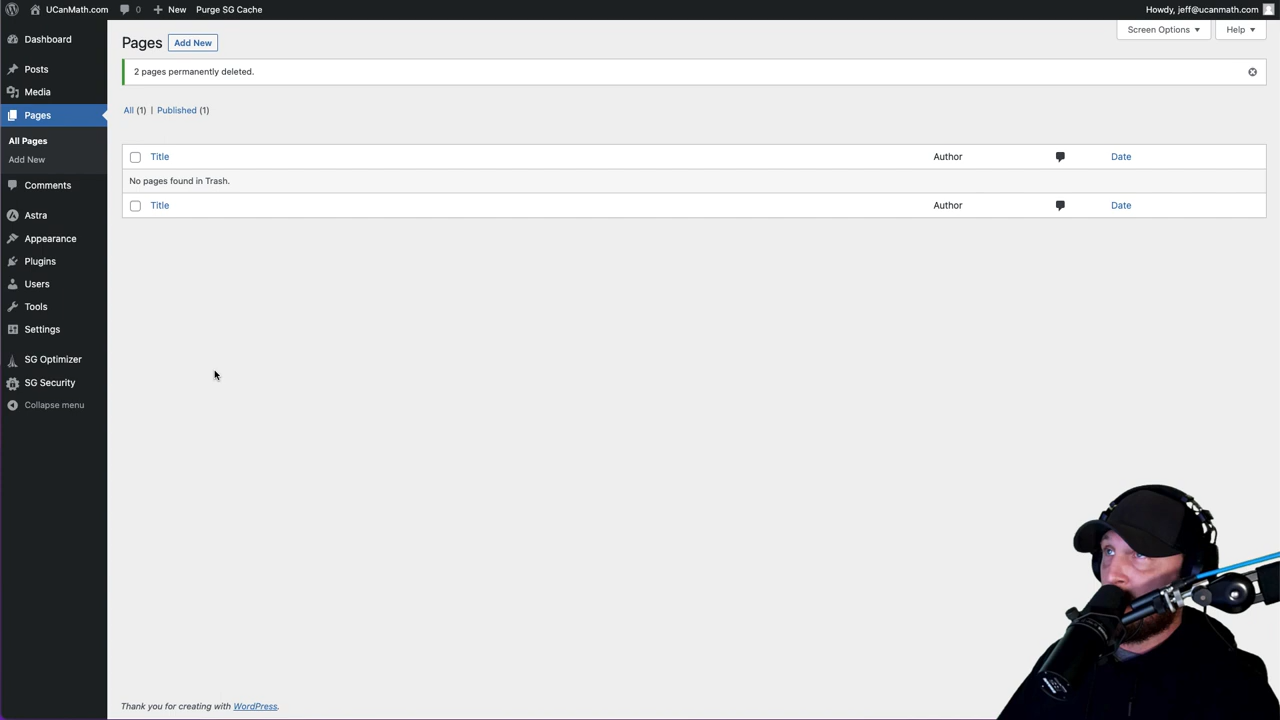 UCanMath.com 0 New Purge SG Cache Howdy, jeff@ucanmath.com
Screen Options Help
Dashboard
Posts
Media
Pages
All Pages
Add New
Comments
Astra
Appearance
Plugins
Users
Tools
Settings
SG Optimizer
SG Security
Collapse menu
Pages Add New
2 pages permanently deleted.
All (1) | Published (1)
Title Author Date
No pages found in Trash.
Title Author Date
Thank you for creating with WordPress.